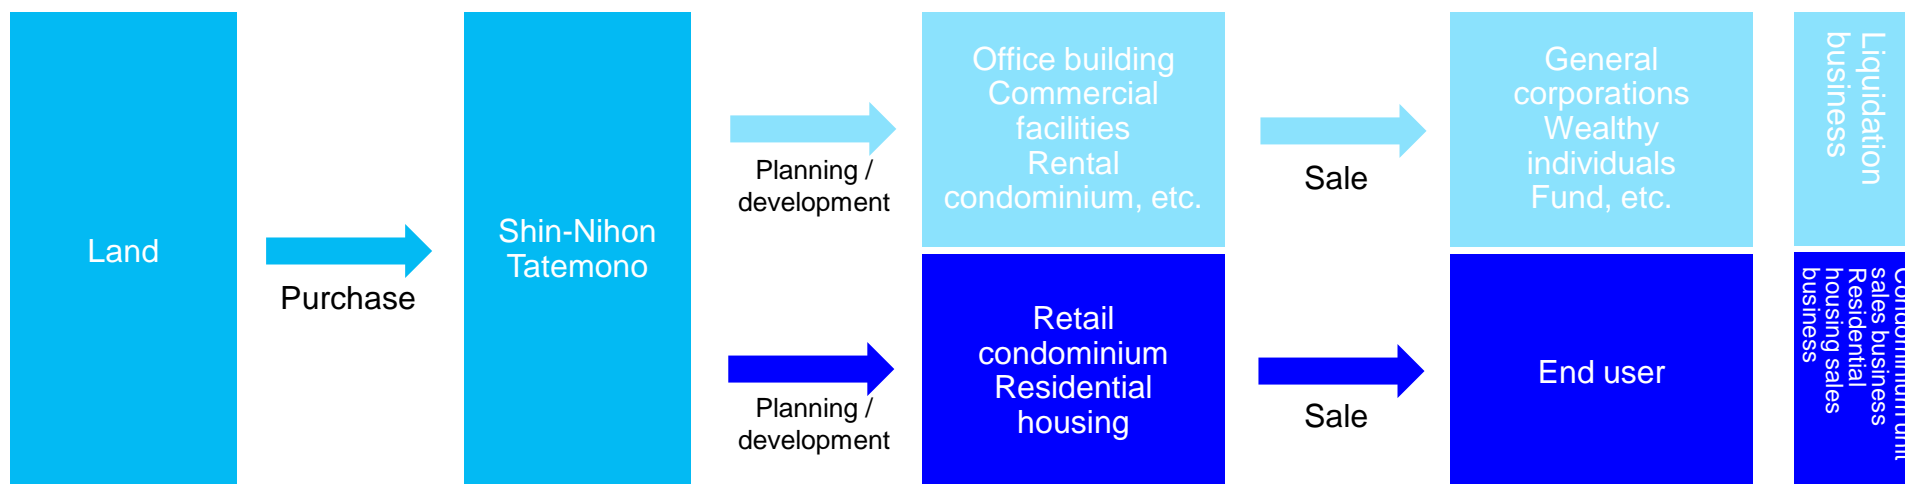 Land
Purchase
Shin-Nihon
Tatemono
Planning /
development
Office building
Commercial
facilities
Rental
condominium, etc.
Sale
General
corporations
Wealthy
individuals
Fund, etc.
Liquidation
business
Planning /
development
Retail
condominium
Residential
housing
Sale
End user
Condominium unit
sales business
Residential
housing sales
business